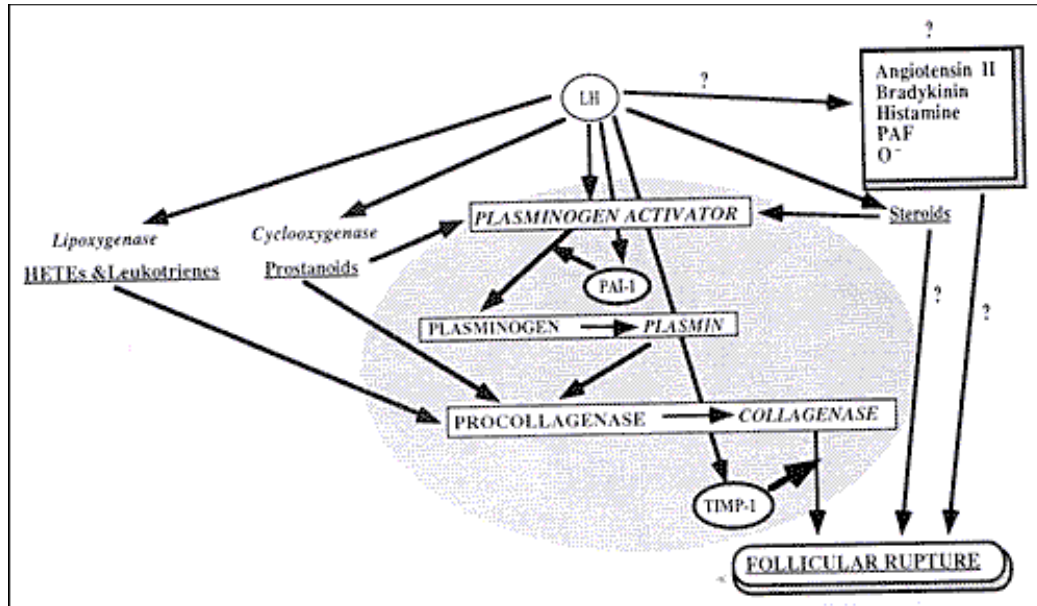 ?
Angiotensin II
Bradykinin
Histamine
PAF
O⁻
LH
?
PLASMINOGEN ACTIVATOR
Steroids
Lipoxygenase
HETEs & Leukotrienes
Cyclooxygenase
Prostanoids
PAI-1
PLASMINOGEN
PLASMIN
?
?
PROCOLLAGENASE
COLLAGENASE
TIMP-1
FOLLICULAR RUPTURE